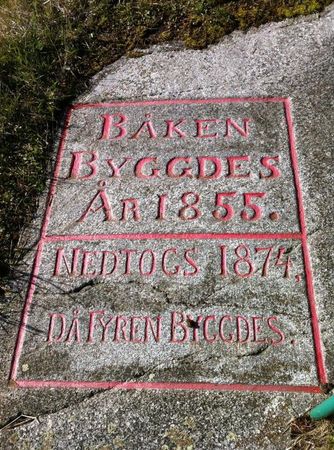 BÅKEN
BYGGDES
ÅR 1855.
NEDTOGS 1874,
DÅ FYREN BYGGDES.